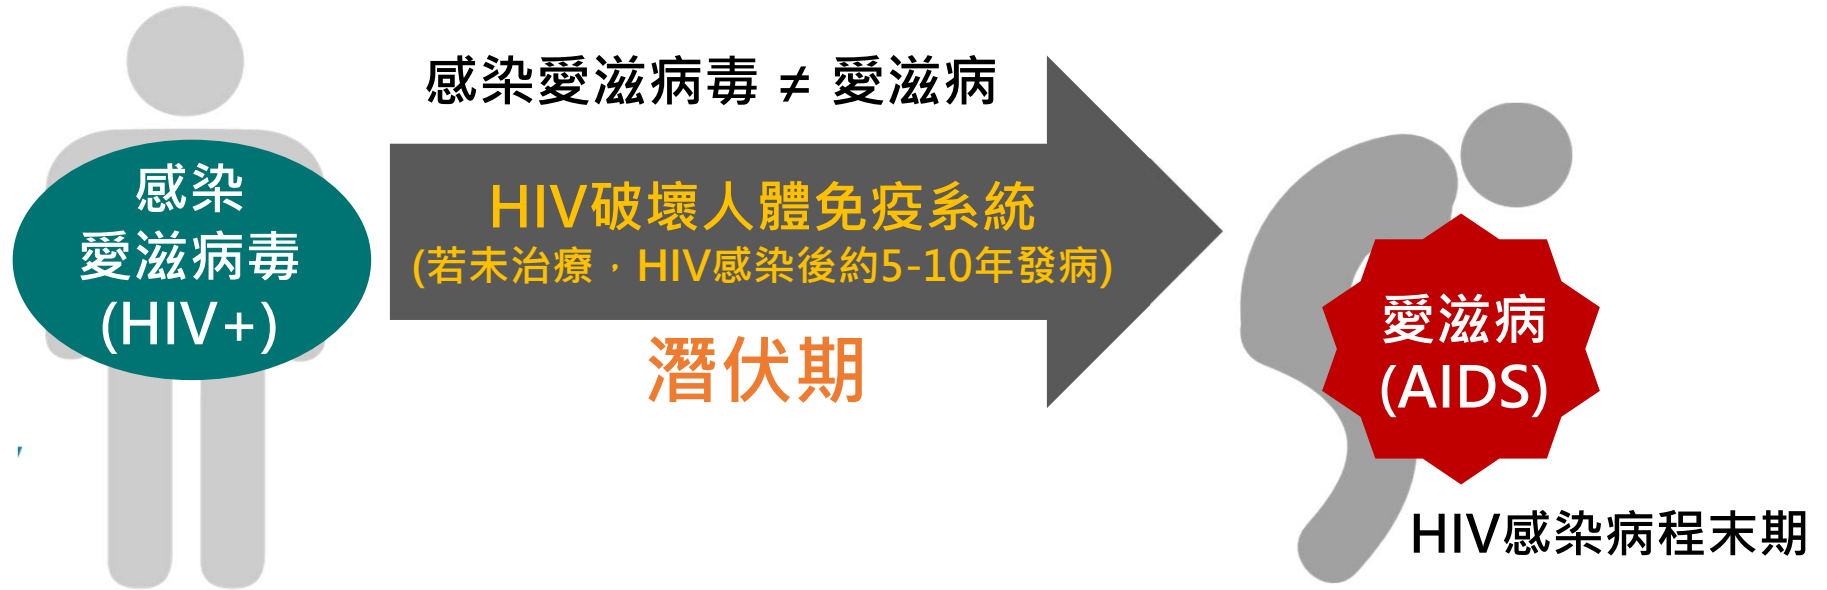 感染愛滋病毒 ≠ 愛滋病
感染
愛滋病毒
(HIV+)
HIV破壞人體免疫系統
(若未治療，HIV感染後約5-10年發病)
潛伏期
愛滋病
(AIDS)
HIV感染病程末期